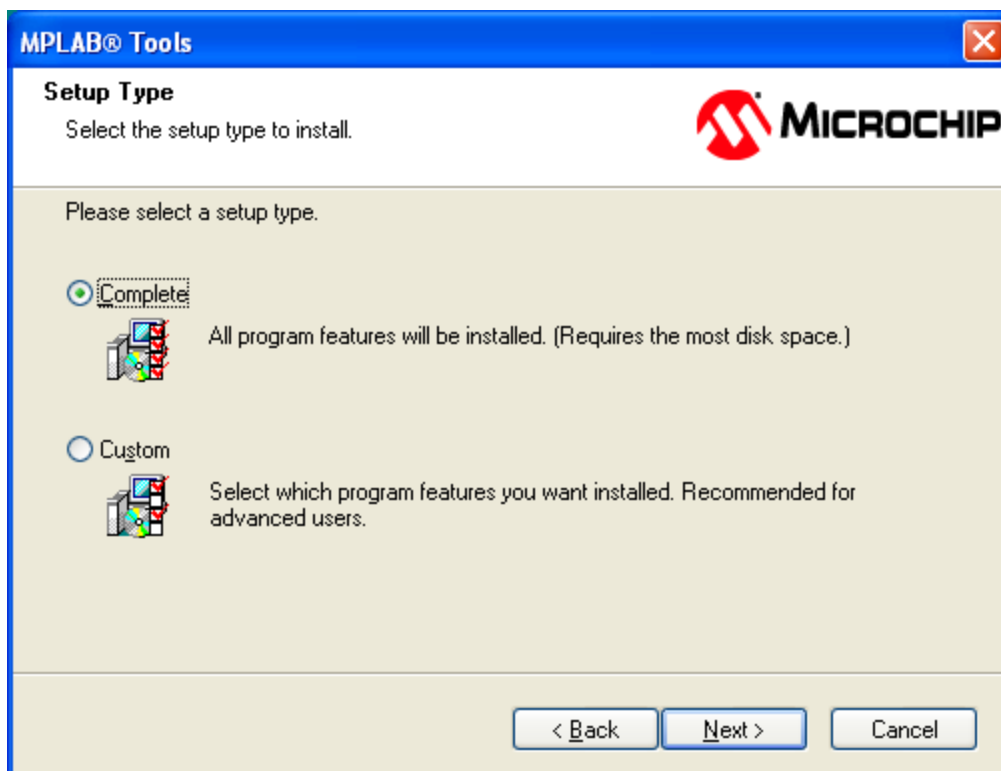 MPLAB® Tools
Setup Type
Select the setup type to install.
MICROCHIP
Please select a setup type.
Complete
All program features will be installed. (Requires the most disk space.)
Custom
Select which program features you want installed. Recommended for
advanced users.
< Back
Next >
Cancel